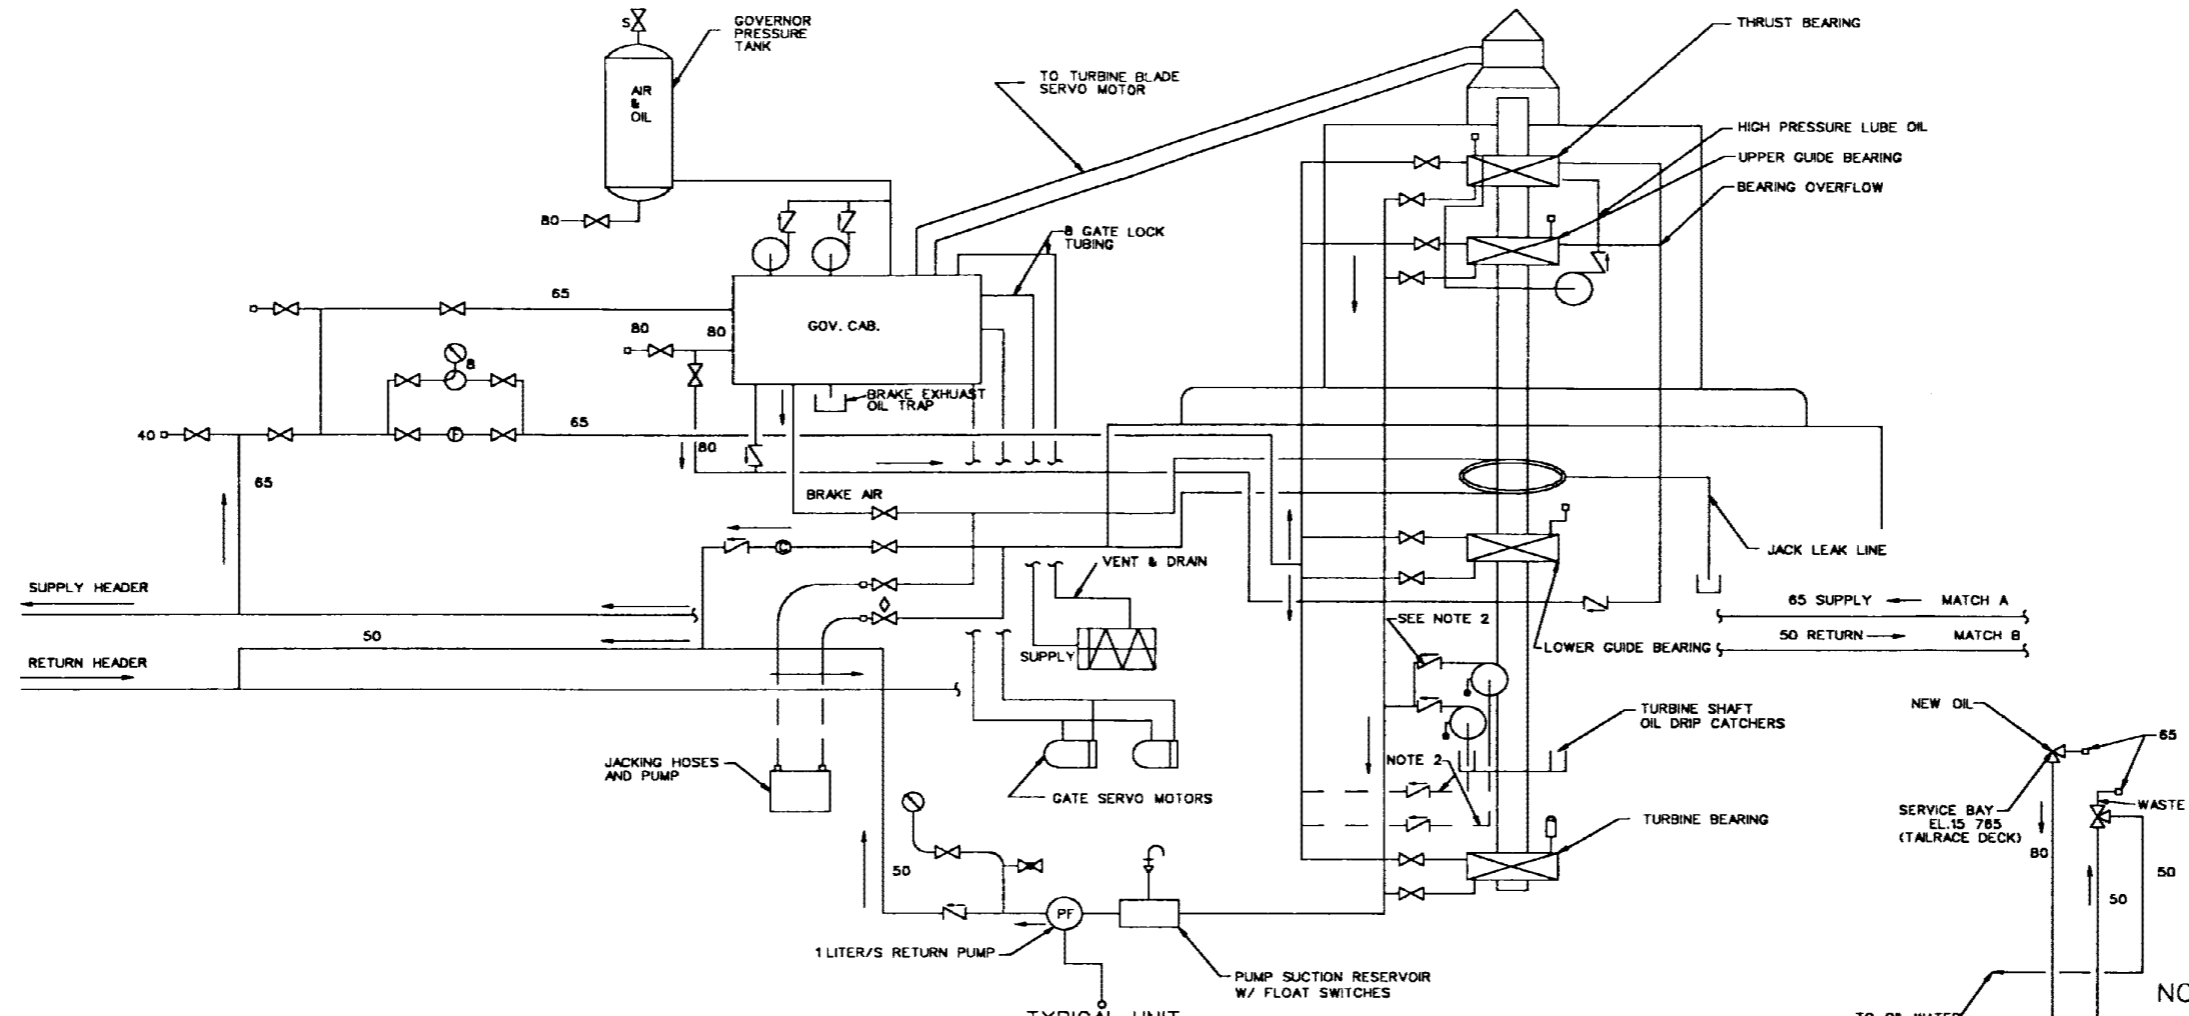 S
GOVERNOR
PRESSURE
TANK
AIR
&
OIL
80
TO TURBINE BLADE
SERVO MOTOR
THRUST BEARING
HIGH PRESSURE LUBE OIL
UPPER GUIDE BEARING
BEARING OVERFLOW
8 GATE LOCK
TUBING
65
80
80
GOV. CAB.
8
BRAKE EXHUAST
OIL TRAP
40
65
80
65
BRAKE AIR
JACK LEAK LINE
C
VENT & DRAIN
SUPPLY HEADER
65 SUPPLY
MATCH A
50
SEE NOTE 2
50 RETURN
MATCH B
LOWER GUIDE BEARING
SUPPLY
RETURN HEADER
TURBINE SHAFT
OIL DRIP CATCHERS
NEW OIL
65
JACKING HOSES
AND PUMP
NOTE 2
GATE SERVO MOTORS
WASTE
SERVICE BAY
EL.15 765
(TAILRACE DECK)
TURBINE BEARING
80
50
50
50
PF
1 LITER/S RETURN PUMP
PUMP SUCTION RESERVOIR
W/ FLOAT SWITCHES
TYPICAL UNIT